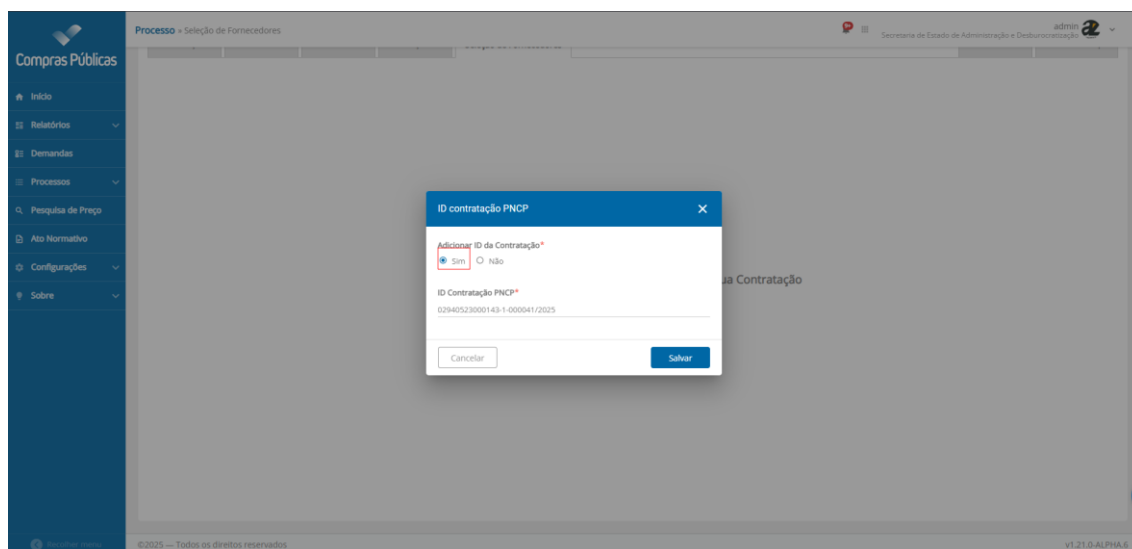 Compras Públicas
Início
Relatórios
Demandas
Processos
Pesquisa de Preço
Ato Normativo
Configurações
Sobre
Recolher menu
Processo » Seleção de Fornecedores
admin
Secretaria de Estado de Administração e Desburocratização
ID contratação PNCP
Adicionar ID da Contratação*
Sim
Não
ID Contratação PNCP*
02940523000143-1-000041/2025
Cancelar
Salvar
ua Contratação
©2025 — Todos os direitos reservados
v1.21.0-ALPHA.6